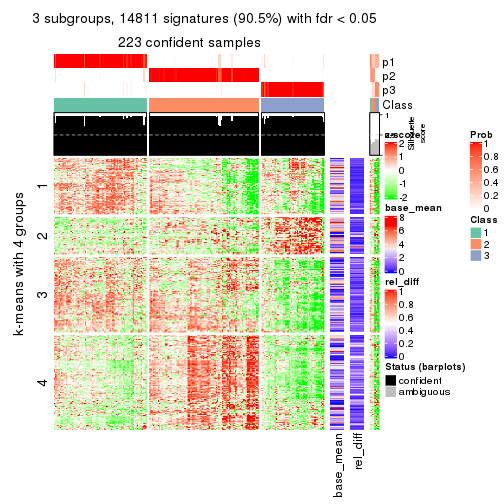 3 subgroups, 14811 signatures (90.5%) with fdr < 0.05
223 confident samples
p1
p2
p3
Class
1
Silhouette
score
k-means with 4 groups
1
2
3
4
base_mean
rel_diff
z-score
2
1
0
-1
-2
base_mean
8
6
4
2
0
rel_diff
1
0.8
0.6
0.4
0.2
0
Status (barplots)
confident
ambiguous
Prob
1
0.8
0.6
0.4
0.2
0
Class
1
2
3